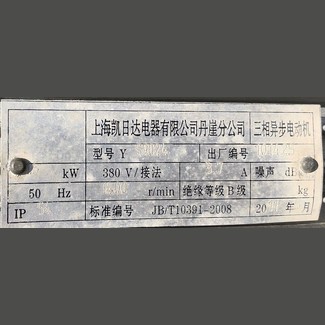 上海凯日达电器有限公司丹崖分公司 三相异步电动机
型号 Y 出厂编号
kW 380 V/接法 A 噪声 dB
50 Hz r/min 绝缘等级 B 级 kg
IP 标准编号 JB/T10391-2008 20 年 月